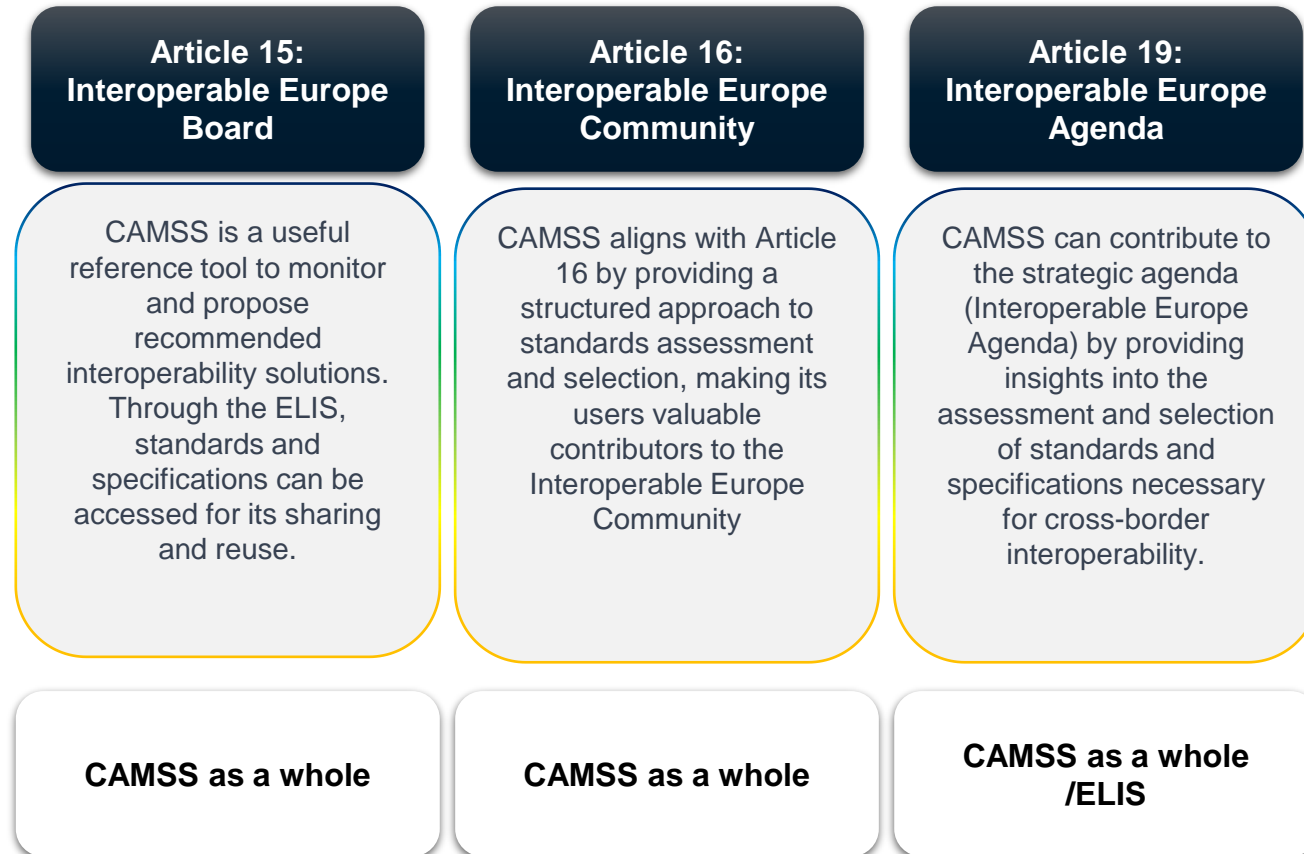 Article 15:
Interoperable Europe
Board
CAMSS is a useful
reference tool to monitor
and propose
recommended
interoperability solutions.
Through the ELIS,
standards and
specifications can be
accessed for its sharing
and reuse.
CAMSS as a whole
Article 16:
Interoperable Europe
Community
CAMSS aligns with Article
16 by providing a
structured approach to
standards assessment
and selection, making its
users valuable
contributors to the
Interoperable Europe
Community
CAMSS as a whole
Article 19:
Interoperable Europe
Agenda
CAMSS can contribute to
the strategic agenda
(Interoperable Europe
Agenda) by providing
insights into the
assessment and selection
of standards and
specifications necessary
for cross-border
interoperability.
CAMSS as a whole
/ELIS